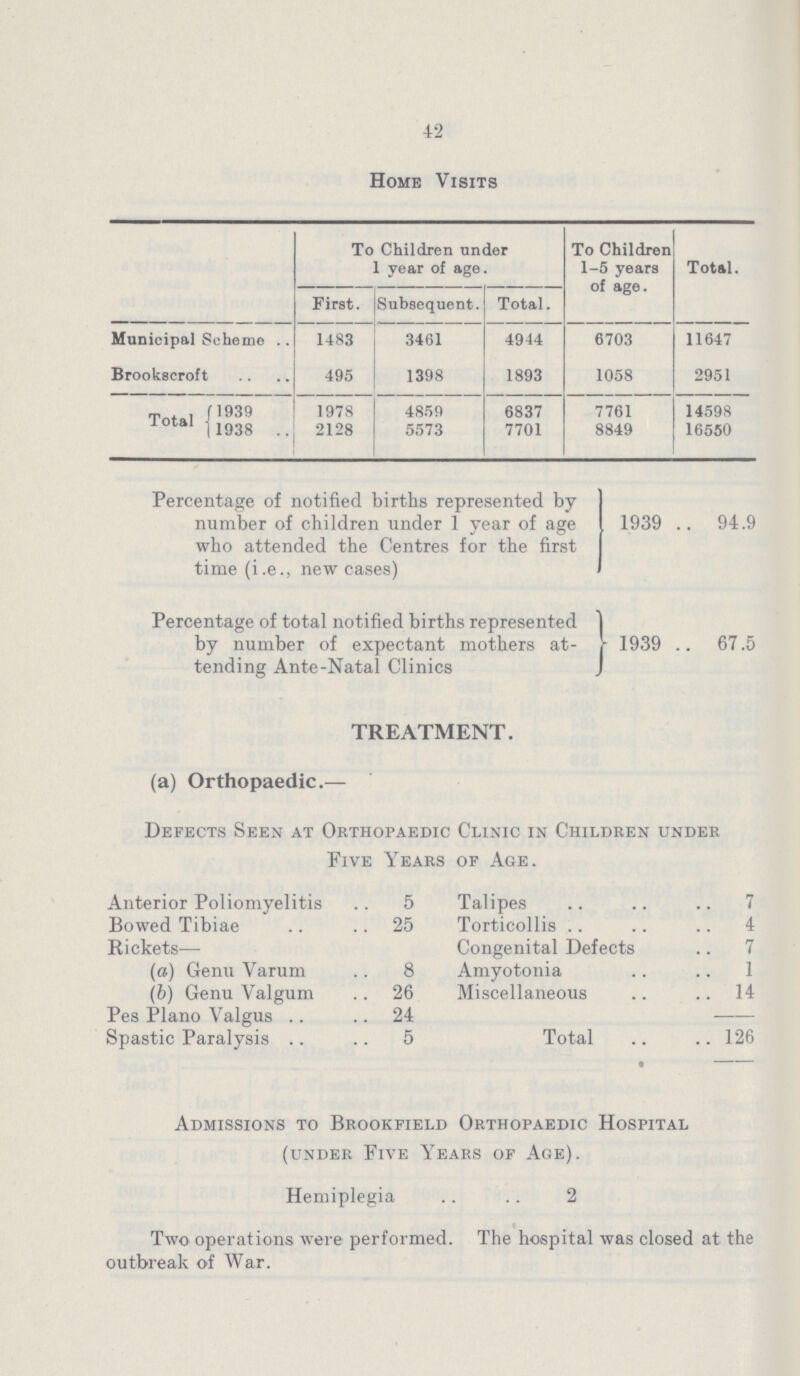 42
Home Visits
To Children under 1 year of age. To Children 1-5 years of age. Total.
First. Subsequent. Total.
Municipal Scheme .. 1483 3461 4944 6703 11647
Brookscroft .. .. 495 1398 1893 1058 2951
Total { 1939 1978 4859 6837 7761 14598
1938 .. 2128 5573 7701 8849 16550
Percentage of notified births represented by
number of children under 1 year of age
who attended the Centres for the first
time (i.e., new cases) } 1939 .. 94.9
Percentage of total notified births represented
by number of expectant mothers at-
tending Ante-Natal Clinics } 1939 .. 67.5
TREATMENT.
(a) Orthopaedic.—
Defects Seen at Orthopaedic Clinic in Children under
Five Years of Age.
Anterior Poliomyelitis .. 5
Bowed Tibiae .. .. 25
Rickets—
(a) Genu Varum .. 8
(b) Genu Valgum .. 26
Pes Plano Valgus .. .. 24
Spastic Paralysis .. .. 5
Talipes .. .. .. 7
Torticollis .. .. .. 4
Congenital Defects .. 7
Amyotonia .. .. 1
Miscellaneous .. .. 14
Total .. .. 126
Admissions to Brookfield Orthopaedic Hospital
(under Five Years of Age).
Hemiplegia .. .. 2
Two operations were performed. The hospital was closed at the
outbreak of War.